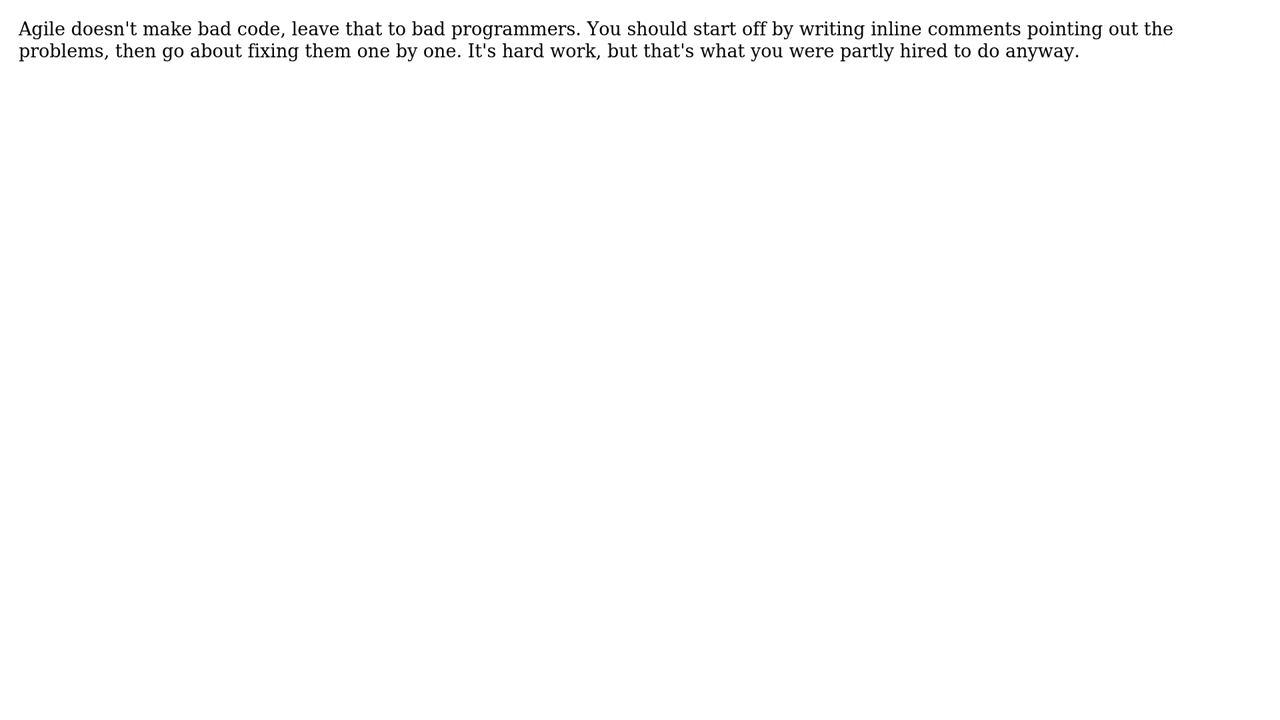 Agile doesn't make bad code, leave that to bad programmers. You should start off by writing inline comments pointing out the
problems, then go about fixing them one by one. It's hard work, but that's what you were partly hired to do anyway.